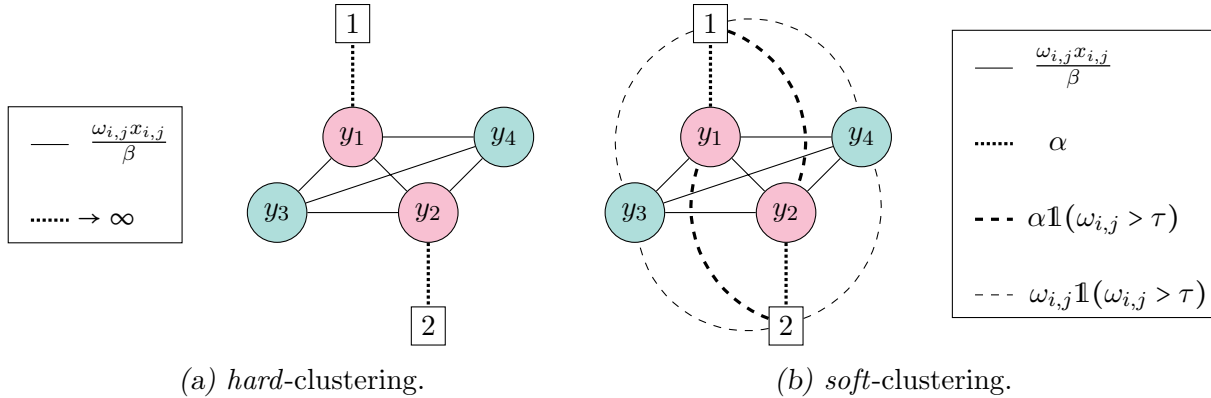 1
y₁
y₄
y₃
y₂
2
ω_{i,j} x_{i,j} / β
→ ∞
(a) hard-clustering.
1
y₁
y₄
y₃
y₂
2
ω_{i,j} x_{i,j} / β
α
α𝟙(ω_{i,j} > τ)
ω_{i,j}𝟙(ω_{i,j} > τ)
(b) soft-clustering.